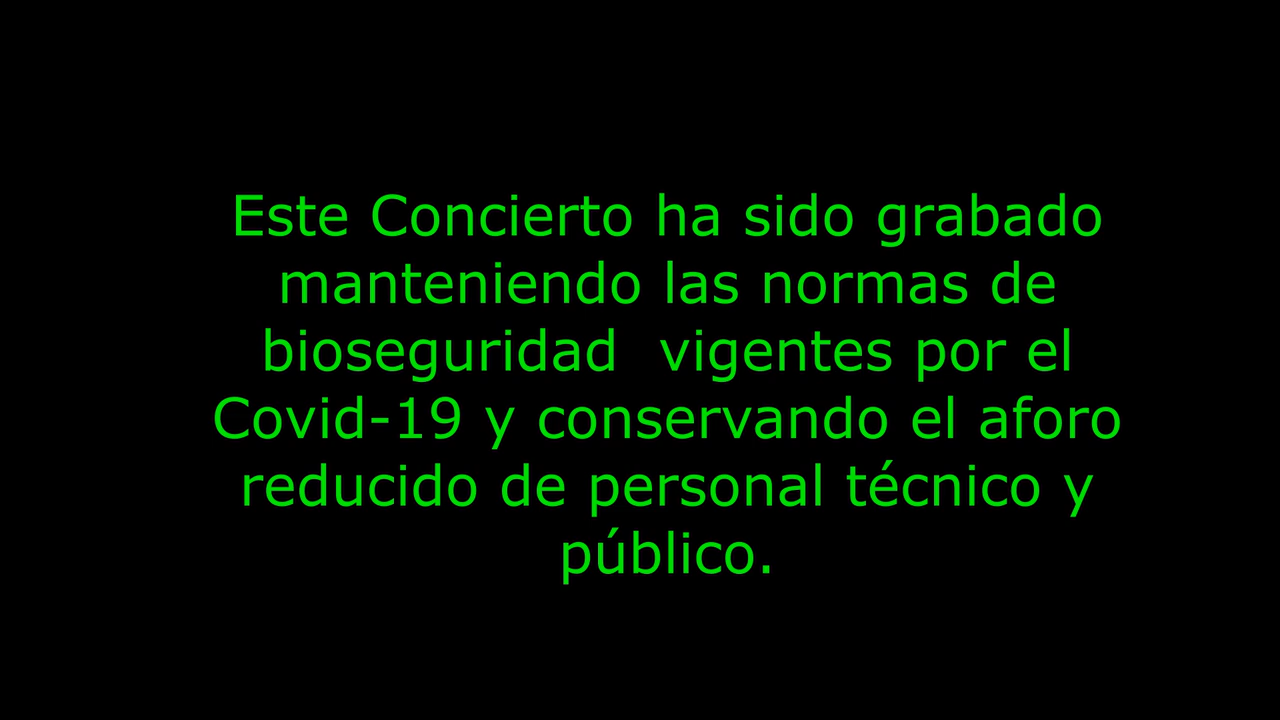 Este Concierto ha sido grabado
manteniendo las normas de
bioseguridad  vigentes por el
Covid-19 y conservando el aforo
reducido de personal técnico y
público.